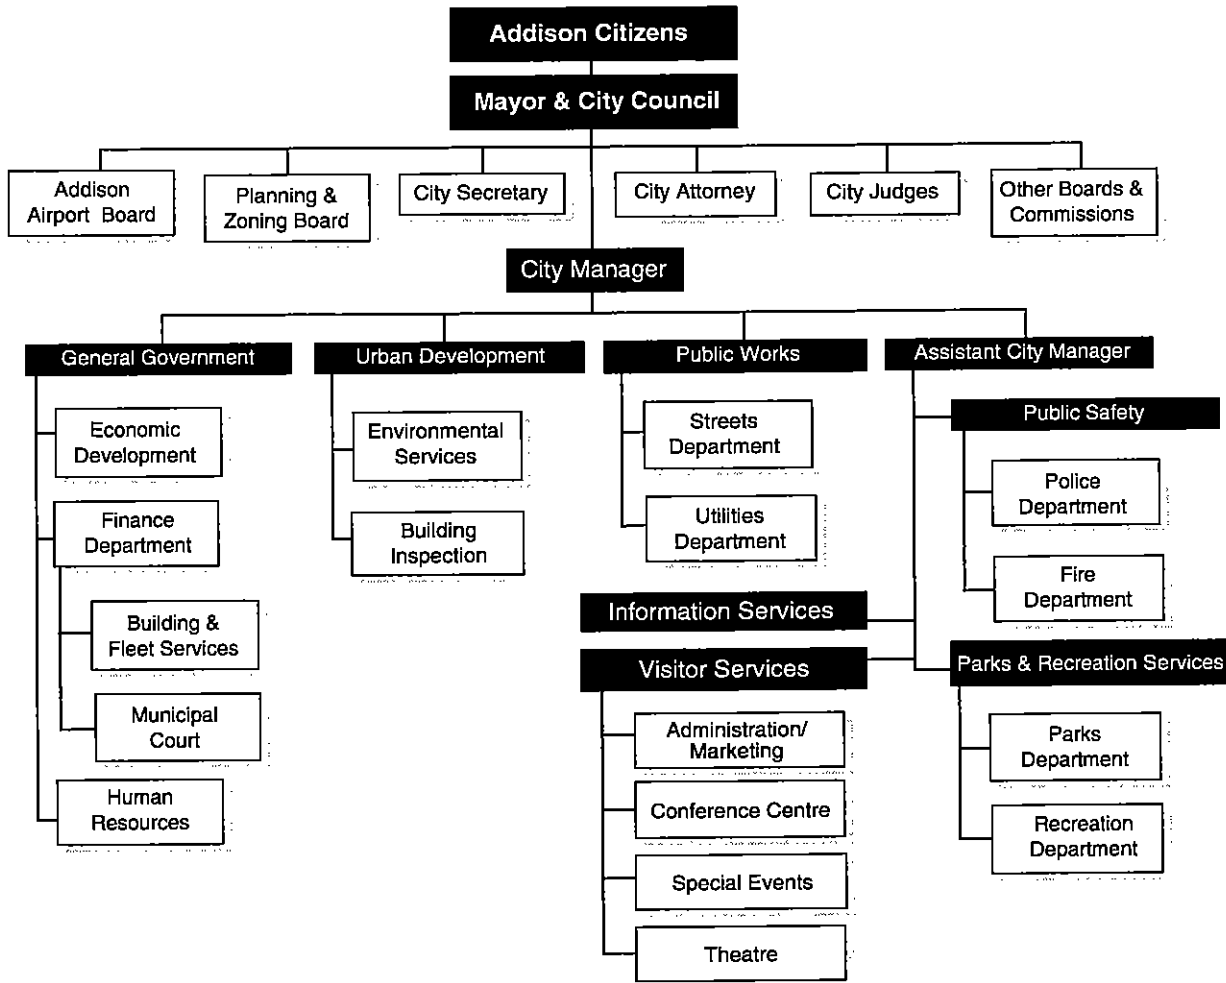 Addison Citizens
Mayor & City Council
Addison
Airport Board
Planning &
Zoning Board
City Secretary
City Attorney
City Judges
Other Boards &
Commissions
City Manager
General Government
Urban Development
Public Works
Assistant City Manager
Economic
Development
Finance
Department
Building &
Fleet Services
Municipal
Court
Human
Resources
Environmental
Services
Building
Inspection
Streets
Department
Utilities
Department
Public Safety
Police
Department
Fire
Department
Information Services
Visitor Services
Administration/
Marketing
Conference Centre
Special Events
Theatre
Parks & Recreation Services
Parks
Department
Recreation
Department